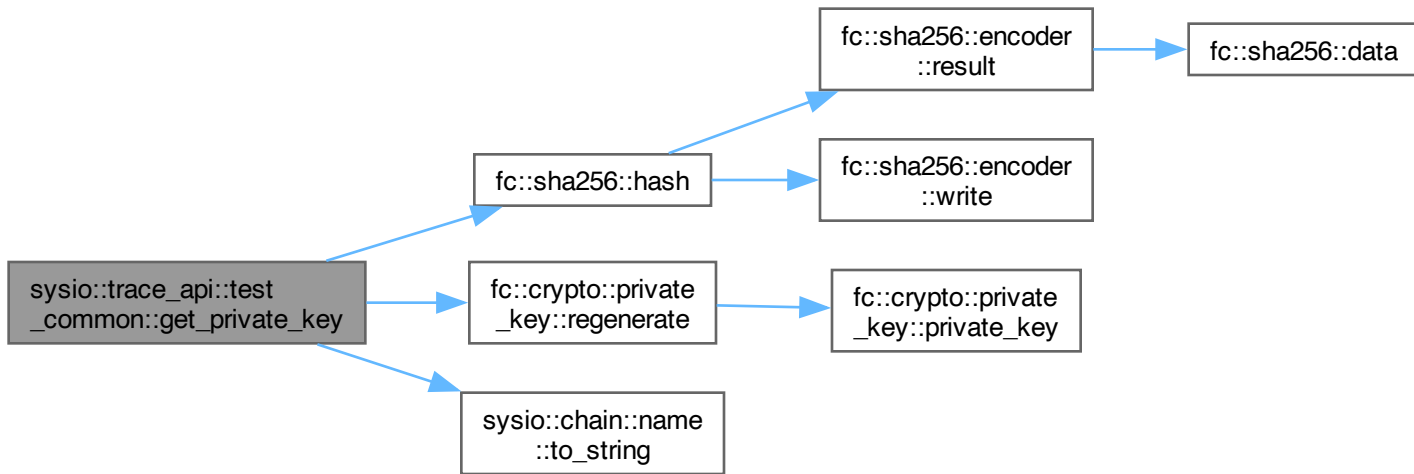 sysio::trace_api::test
_common::get_private_key
fc::sha256::hash
fc::sha256::encoder
::result
fc::sha256::data
fc::sha256::encoder
::write
fc::crypto::private
_key::regenerate
fc::crypto::private
_key::private_key
sysio::chain::name
::to_string